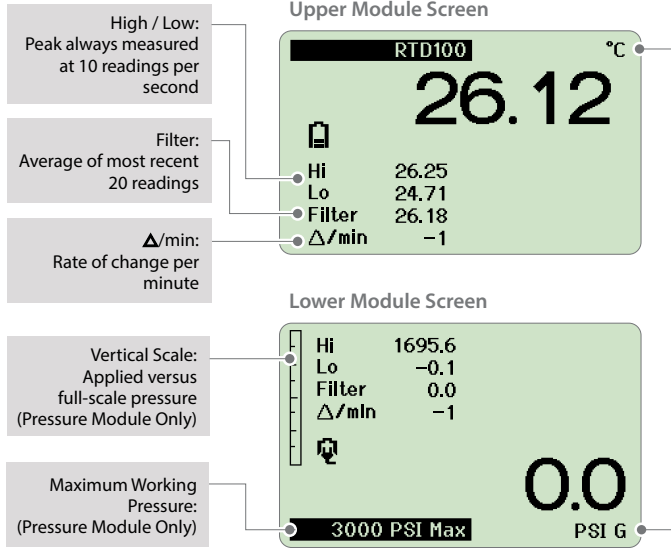 Upper Module Screen
High / Low:
Peak always measured
at 10 readings per
second
Filter:
Average of most recent
20 readings
Δ/min:
Rate of change per
minute
RTD100 °C
26.12
Hi 26.25
Lo 24.71
Filter 26.18
Δ/min -1
Lower Module Screen
Vertical Scale:
Applied versus
full-scale pressure
(Pressure Module Only)
Maximum Working
Pressure:
(Pressure Module Only)
Hi 1695.6
Lo -0.1
Filter 0.0
Δ/min -1
0.0
3000 PSI Max PSI G